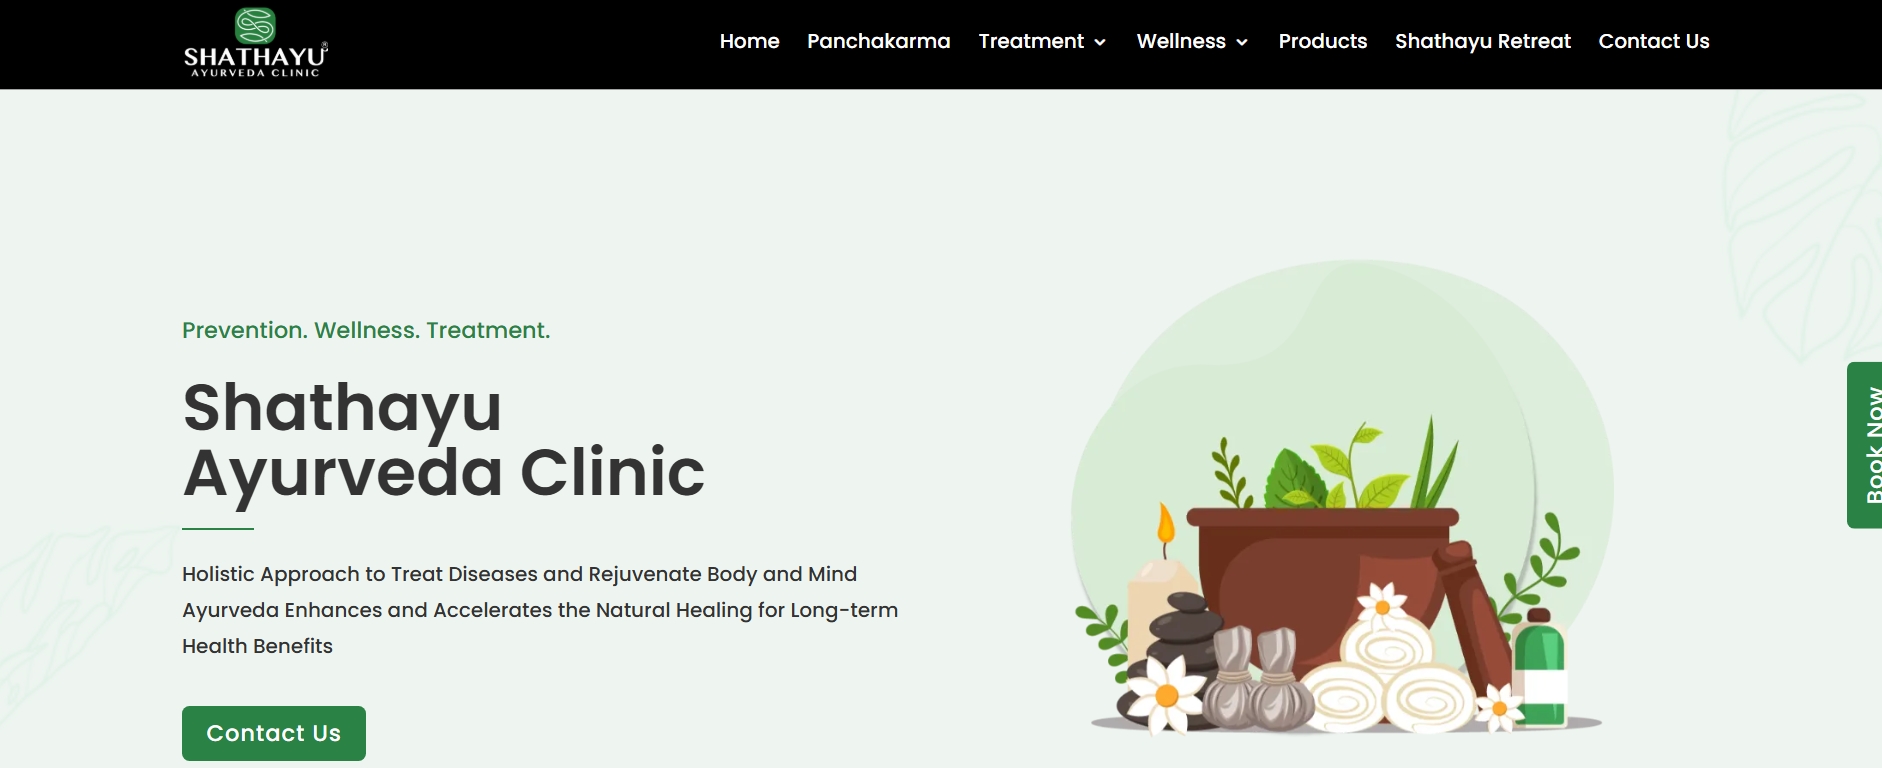 SHATHAYU®
AYURVEDA CLINIC
Home Panchakarma Treatment Wellness Products Shathayu Retreat Contact Us
Prevention. Wellness. Treatment.
Shathayu
Ayurveda Clinic
Holistic Approach to Treat Diseases and Rejuvenate Body and Mind
Ayurveda Enhances and Accelerates the Natural Healing for Long-term
Health Benefits
Contact Us
Book Now